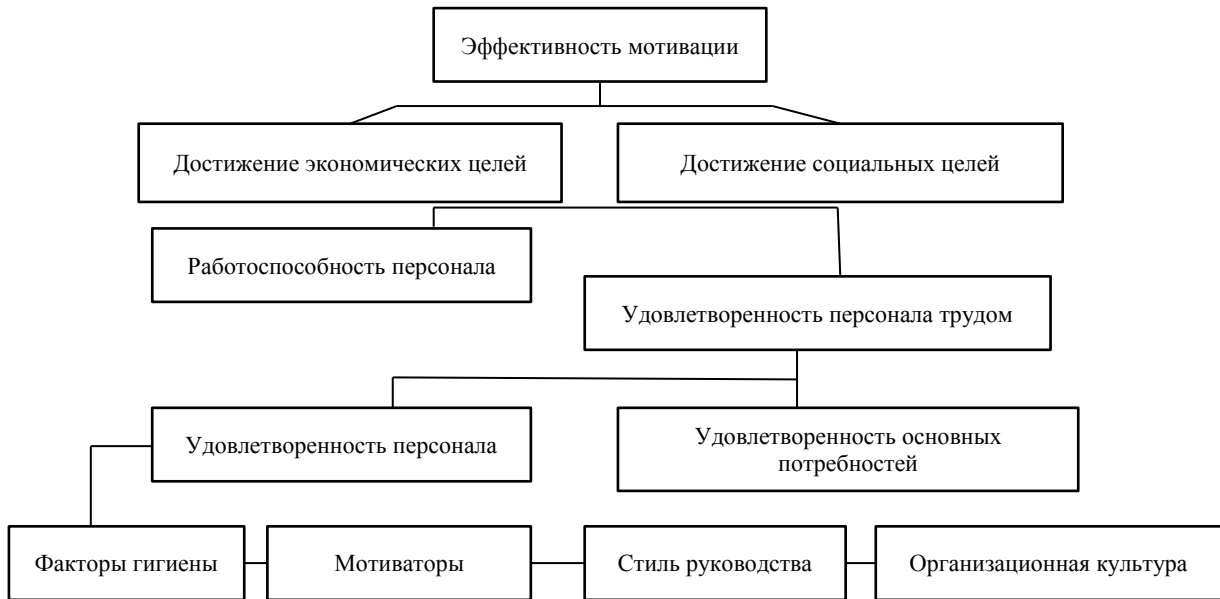 Эффективность мотивации
Достижение экономических целей
Достижение социальных целей
Работоспособность персонала
Удовлетворенность персонала трудом
Удовлетворенность персонала
Удовлетворенность основных
потребностей
Факторы гигиены
Мотиваторы
Стиль руководства
Организационная культура